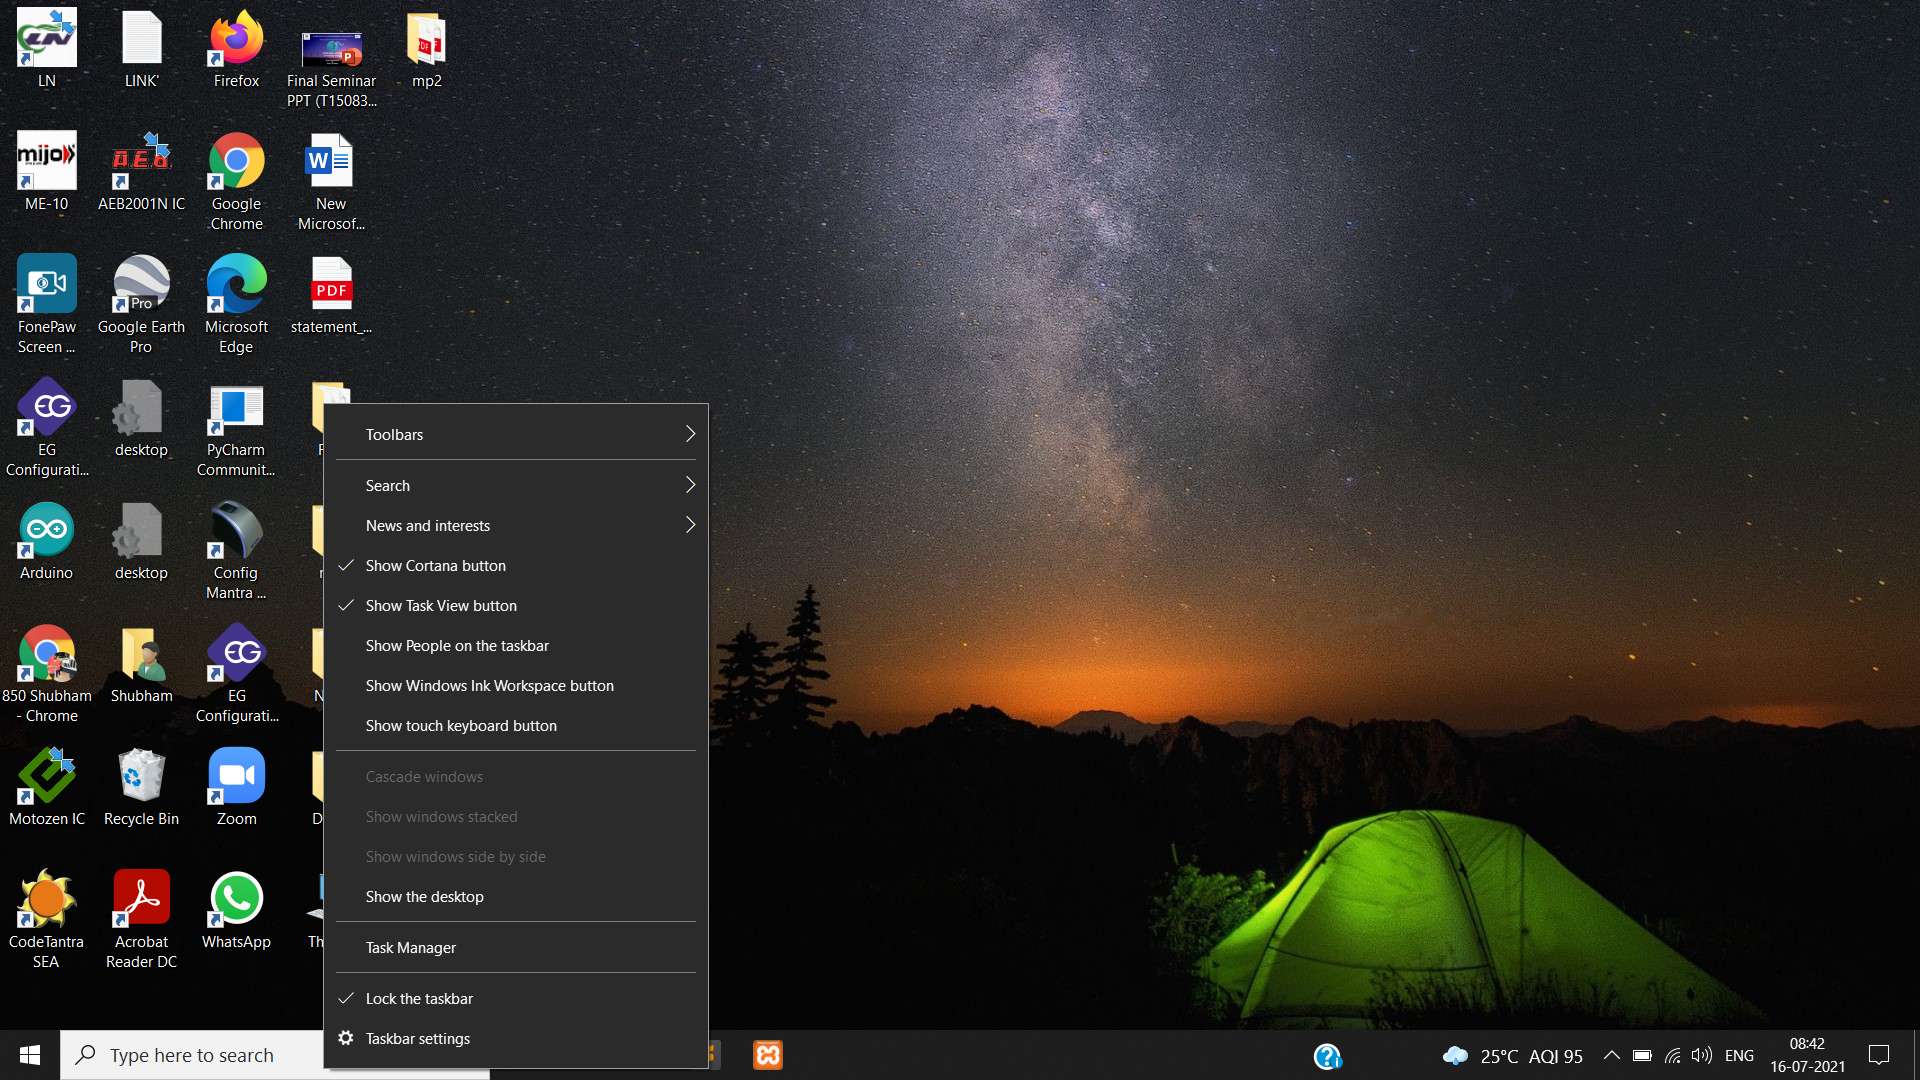 LN
LINK'
Firefox
Final Seminar
PPT (T15083...
mp2
mijo
ME-10
AEB2001N IC
Google
Chrome
New
Microsof...
FonePaw
Screen ...
Pro
Google Earth
Pro
Microsoft
Edge
PDF
statement_...
EG
EG
Configurati...
desktop
PyCharm
Communit...
Arduino
desktop
Config
Mantra ...
850 Shubham
- Chrome
Shubham
EG
EG
Configurati...
Motozen IC
Recycle Bin
Zoom
CodeTantra
SEA
Acrobat
Reader DC
WhatsApp
Th
Toolbars
Search
News and interests
Show Cortana button
Show Task View button
Show People on the taskbar
Show Windows Ink Workspace button
Show touch keyboard button
Cascade windows
Show windows stacked
Show windows side by side
Show the desktop
Task Manager
Lock the taskbar
Taskbar settings
Type here to search
25°C AQI 95
ENG
08:42
16-07-2021